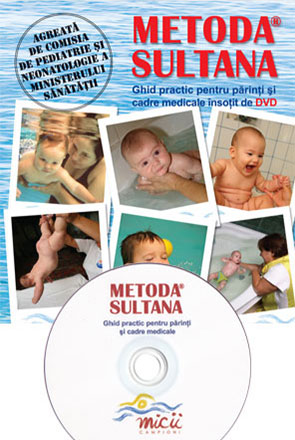 AGREATĂ
DE COMISIA
DE PEDIATRIE ȘI
NEONATOLOGIE A
MINISTERULUI
SĂNĂTĂȚII
METODA®
SULTANA
Ghid practic pentru părinți și
cadre medicale însoțit de DVD
METODA®
SULTANA
Ghid practic pentru părinți
și cadre medicale
micii
CAMPIONI